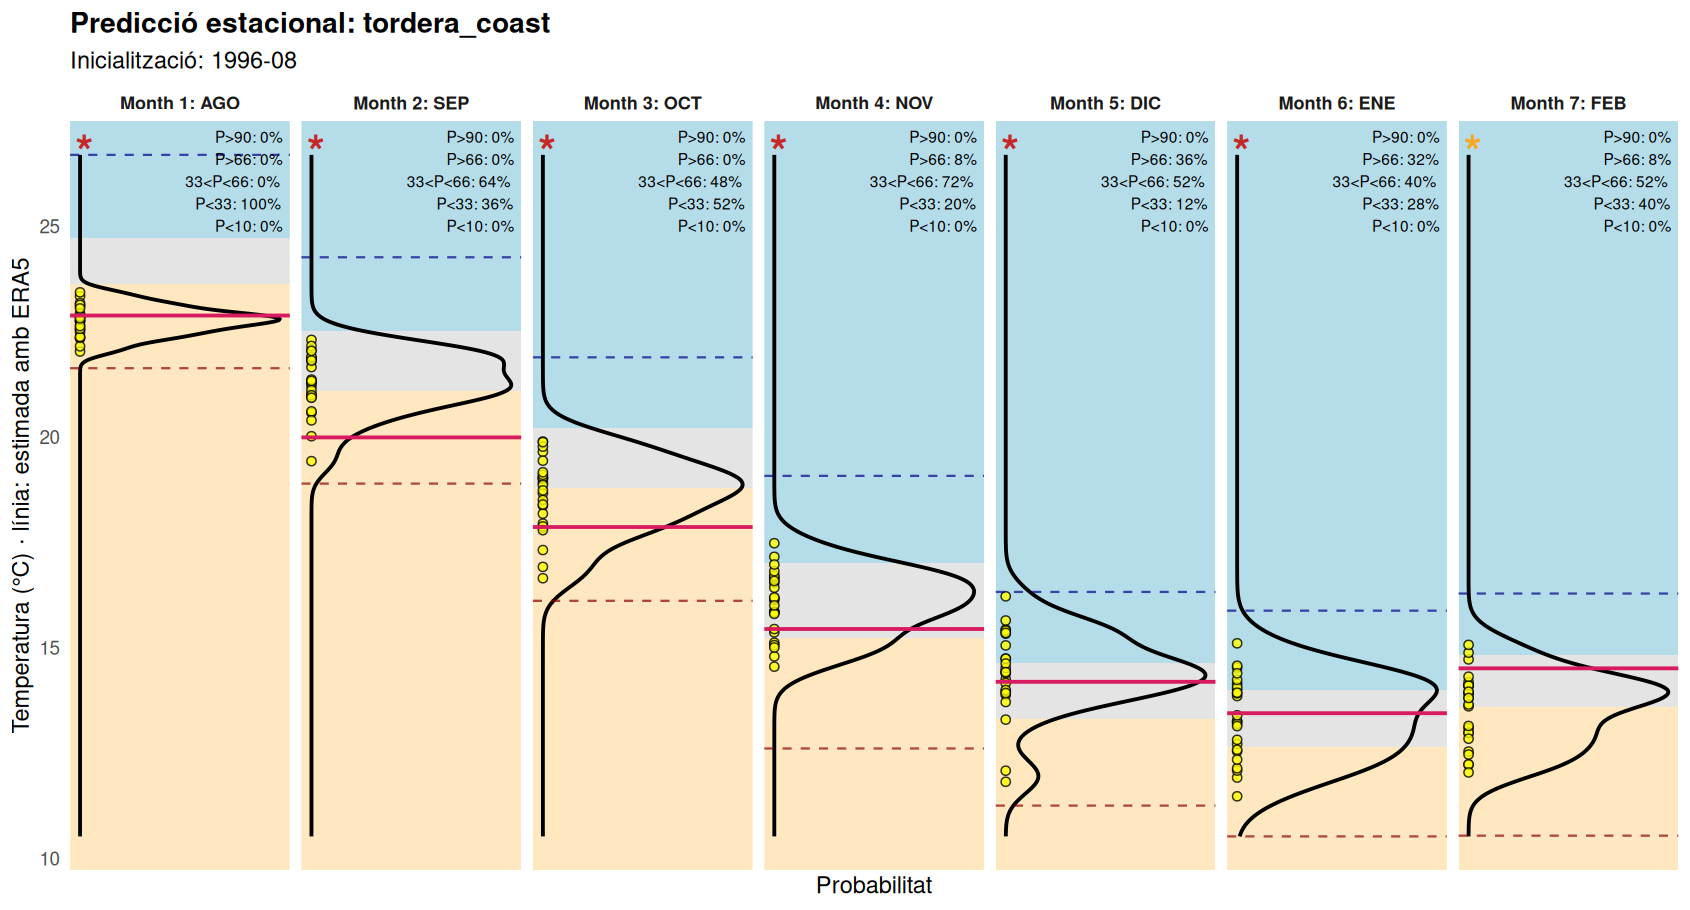 Predicció estacional: tordera_coast
Inicialització: 1996-08
Month 1: AGO
Month 2: SEP
Month 3: OCT
Month 4: NOV
Month 5: DIC
Month 6: ENE
Month 7: FEB
*
P>90: 0%
P>66: 0%
33<P<66: 0%
P<33: 100%
P<10: 0%
*
P>90: 0%
P>66: 0%
33<P<66: 64%
P<33: 36%
P<10: 0%
*
P>90: 0%
P>66: 0%
33<P<66: 48%
P<33: 52%
P<10: 0%
*
P>90: 0%
P>66: 8%
33<P<66: 72%
P<33: 20%
P<10: 0%
*
P>90: 0%
P>66: 36%
33<P<66: 52%
P<33: 12%
P<10: 0%
*
P>90: 0%
P>66: 32%
33<P<66: 40%
P<33: 28%
P<10: 0%
*
P>90: 0%
P>66: 8%
33<P<66: 52%
P<33: 40%
P<10: 0%
25
20
15
10
Temperatura (°C) · línia: estimada amb ERA5
Probabilitat